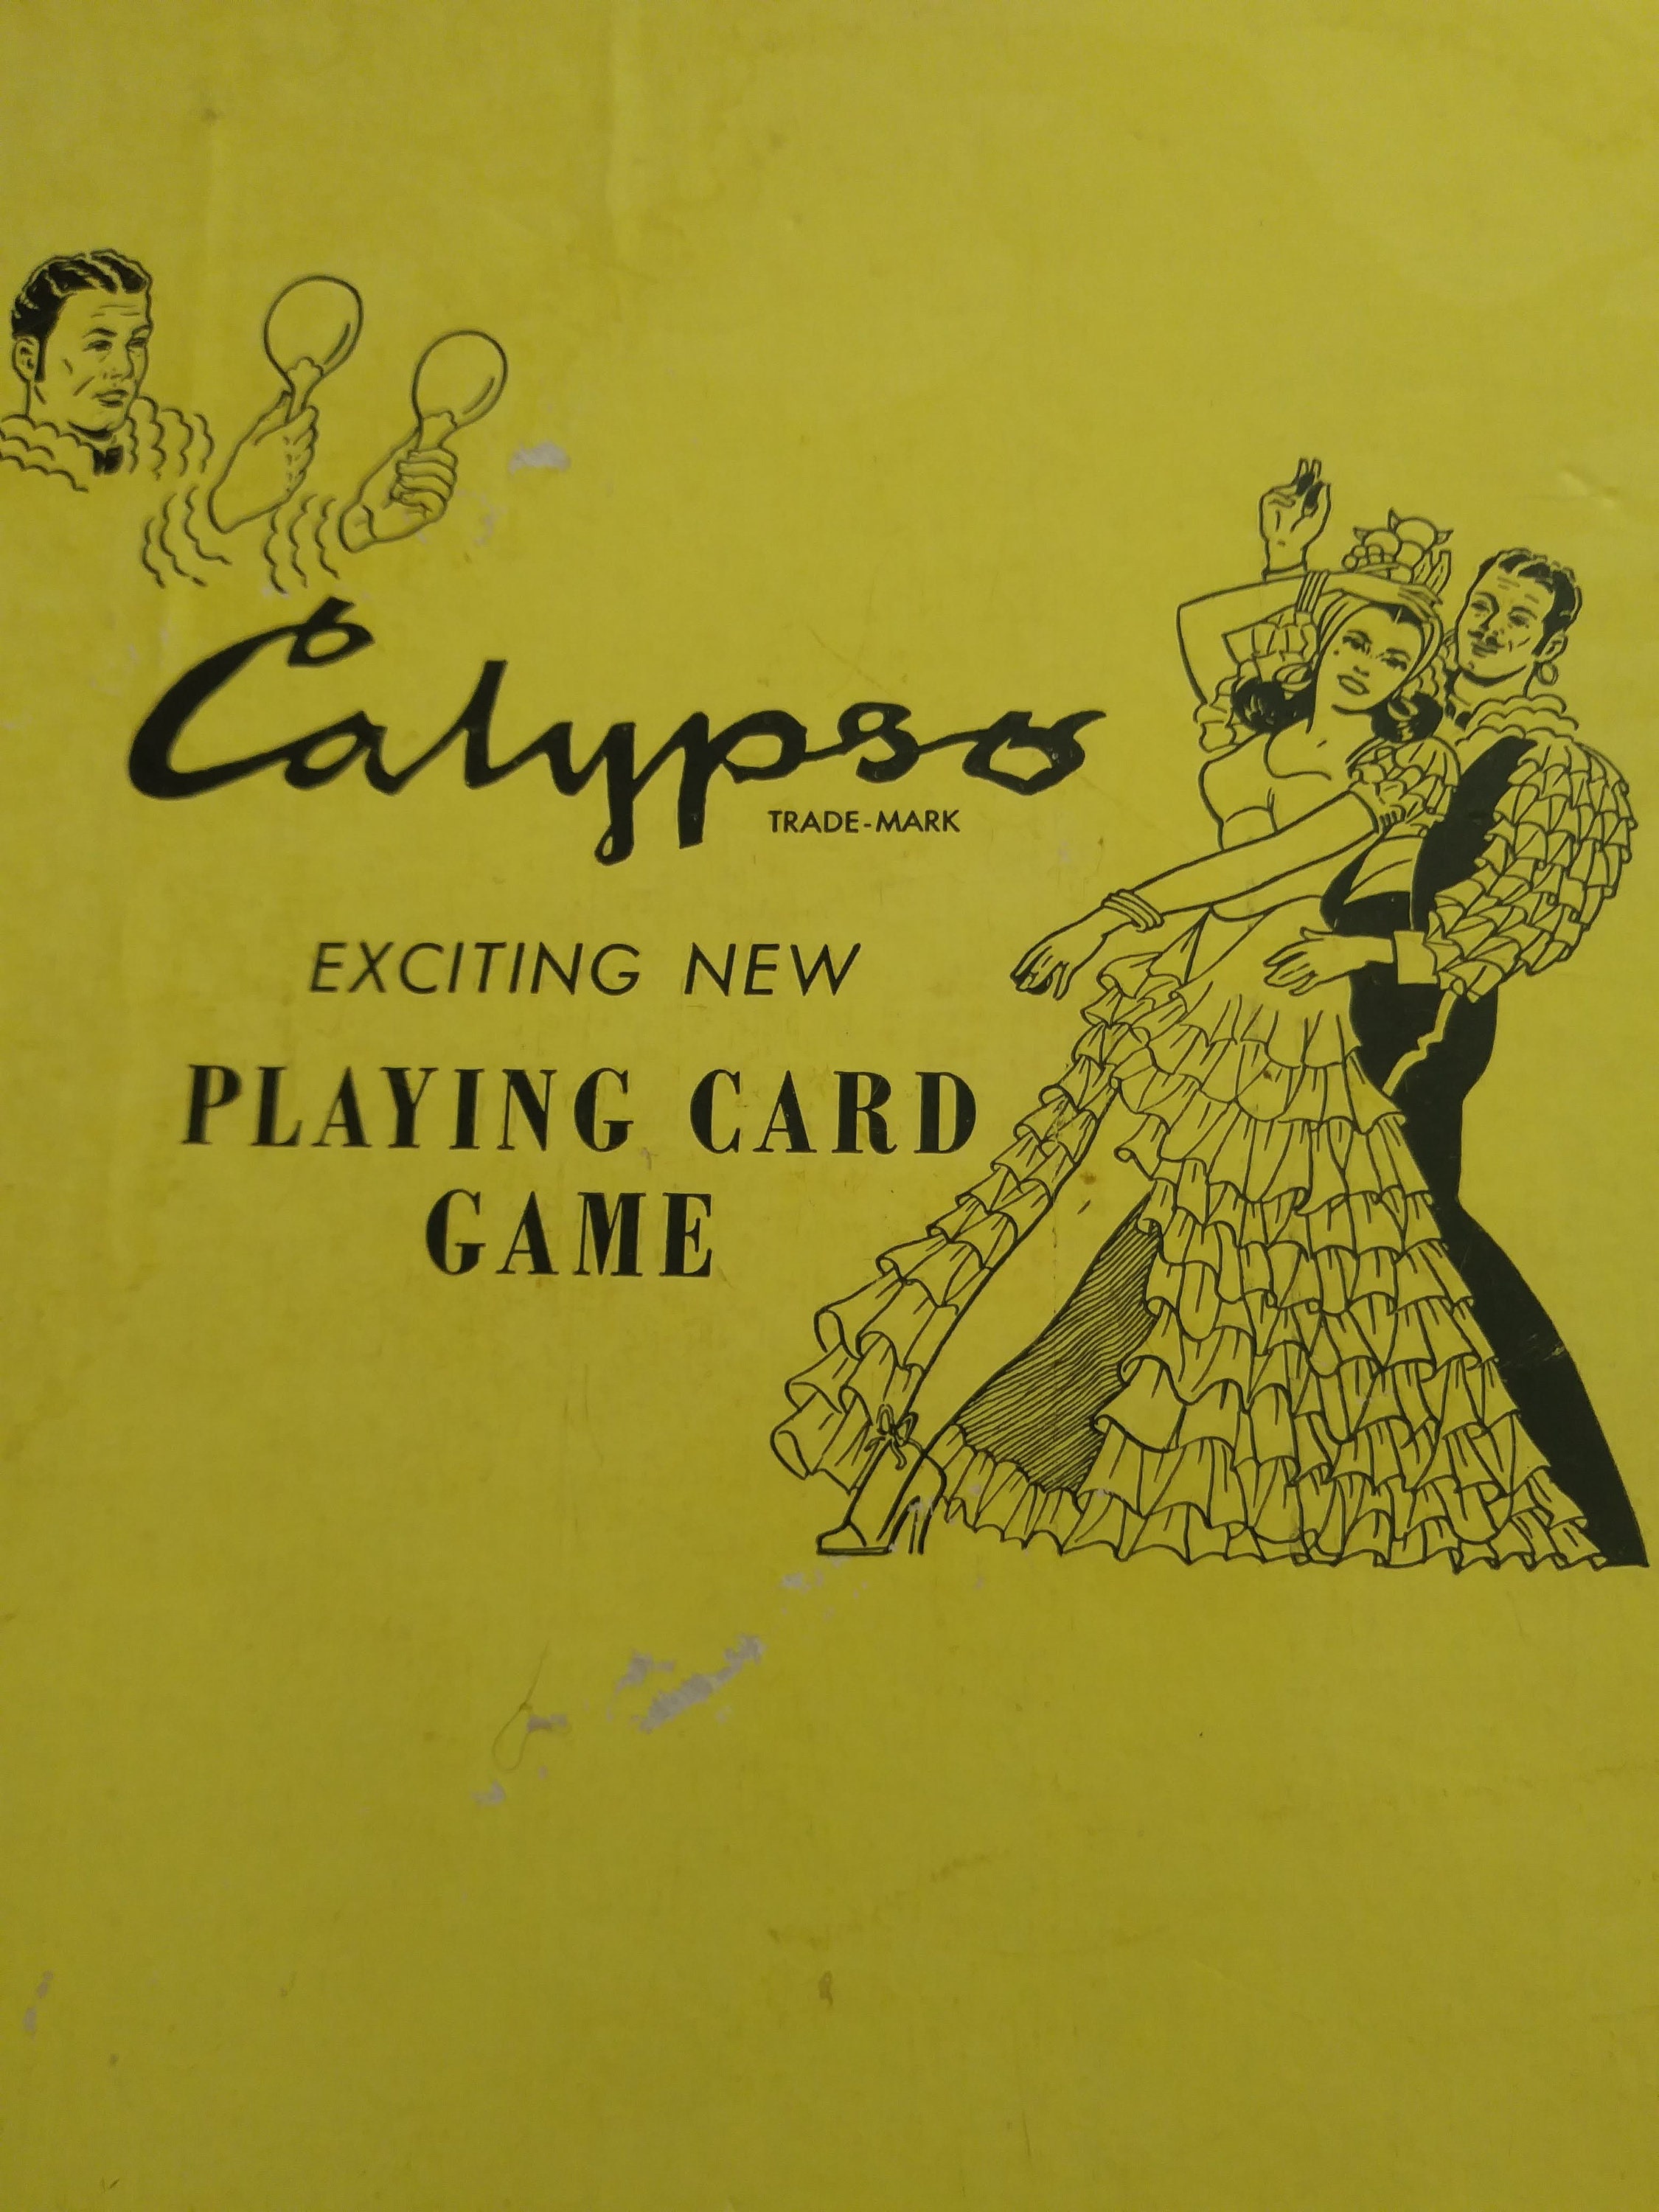 Calypso
TRADE-MARK
EXCITING NEW
PLAYING CARD
GAME